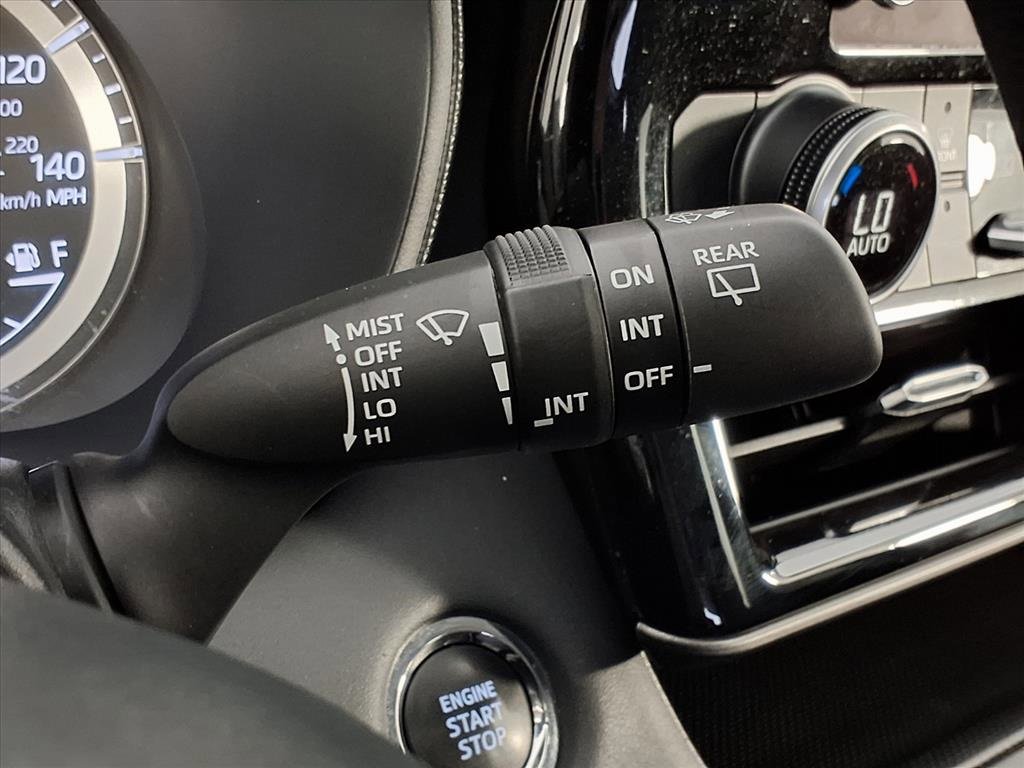 120
220
140
km/h MPH
F
MIST
OFF
INT
LO
HI
INT
ON
INT
OFF
REAR
LO
AUTO
ENGINE
START
STOP